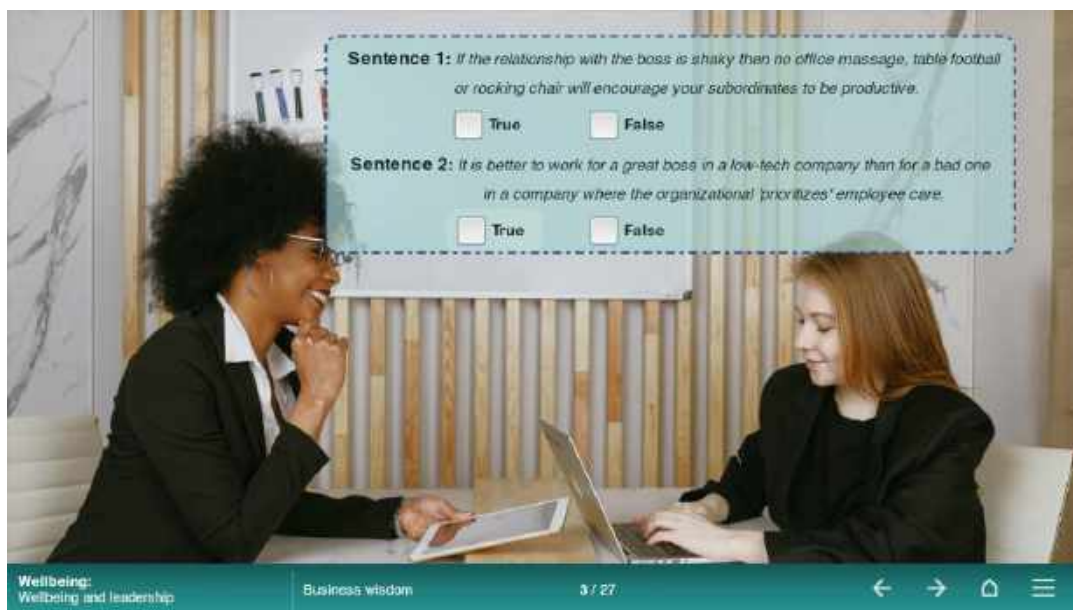 Sentence 1: If the relationship with the boss is shaky then no office massage, table football
or rocking chair will encourage your subordinates to be productive.
True False
Sentence 2: It is better to work for a great boss in a low-tech company than for a bad one
in a company where the organizational 'prioritizes' employee care.
True False
Wellbeing:
Wellbeing and leadership
Business wisdom
3 / 27